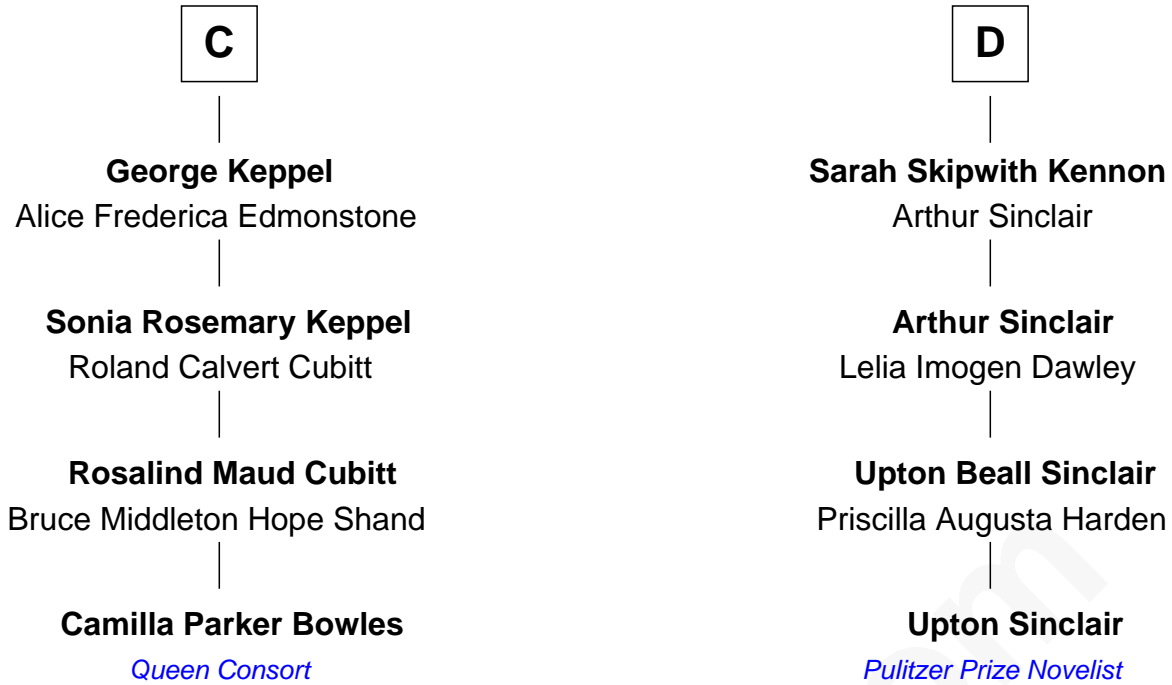 C
George Keppel
Alice Frederica Edmonstone
Sonia Rosemary Keppel
Roland Calvert Cubitt
Rosalind Maud Cubitt
Bruce Middleton Hope Shand
Camilla Parker Bowles
Queen Consort
D
Sarah Skipwith Kennon
Arthur Sinclair
Arthur Sinclair
Lelia Imogen Dawley
Upton Beall Sinclair
Priscilla Augusta Harden
Upton Sinclair
Pulitzer Prize Novelist